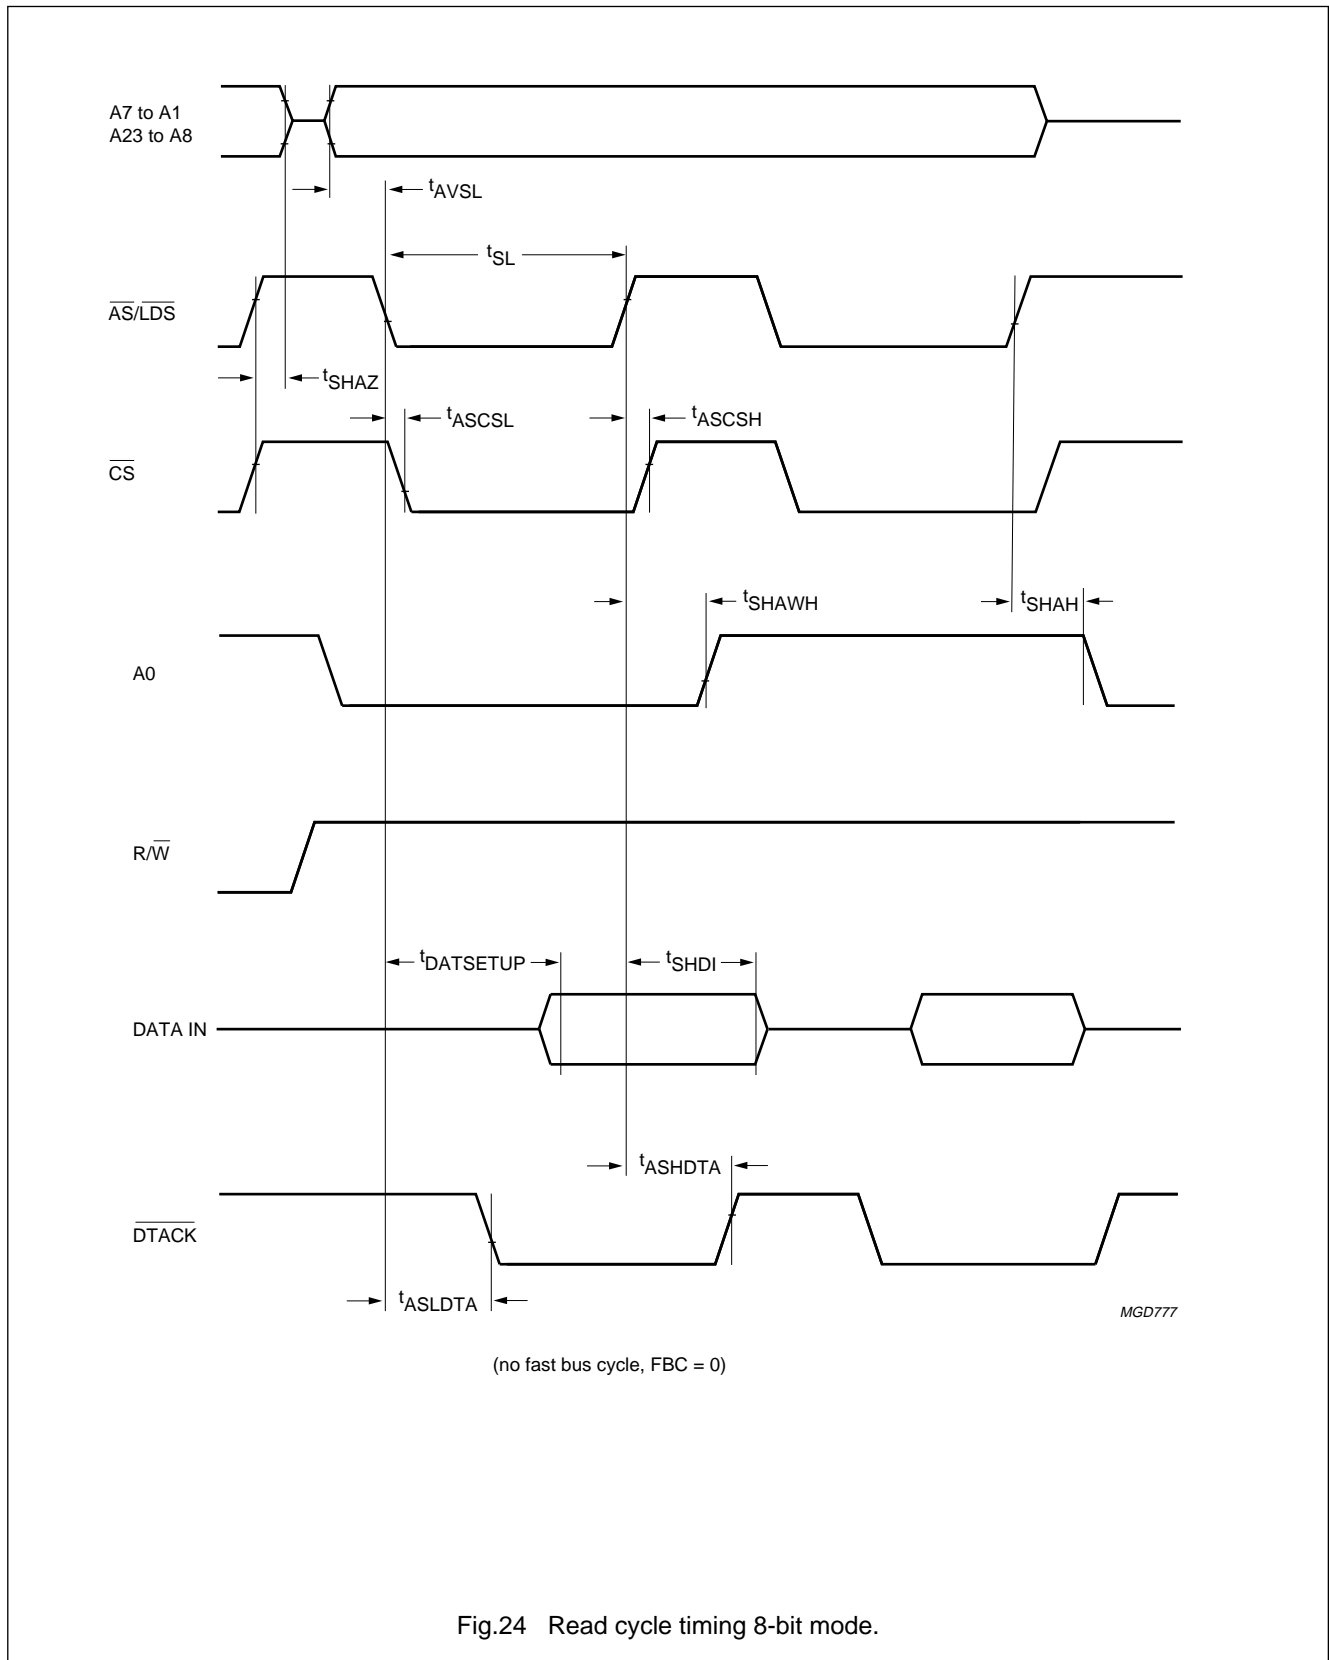 A7 to A1
A23 to A8
tAVSL
tSL
AS/LDS
tSHAZ
tASCSL
tASCSH
CS
tSHAWH
tSHAH
A0
R/W
tDATSETUP
tSHDI
DATA IN
tASHDTA
DTACK
tASLDTA
MGD777
(no fast bus cycle, FBC = 0)
Fig.24 Read cycle timing 8-bit mode.